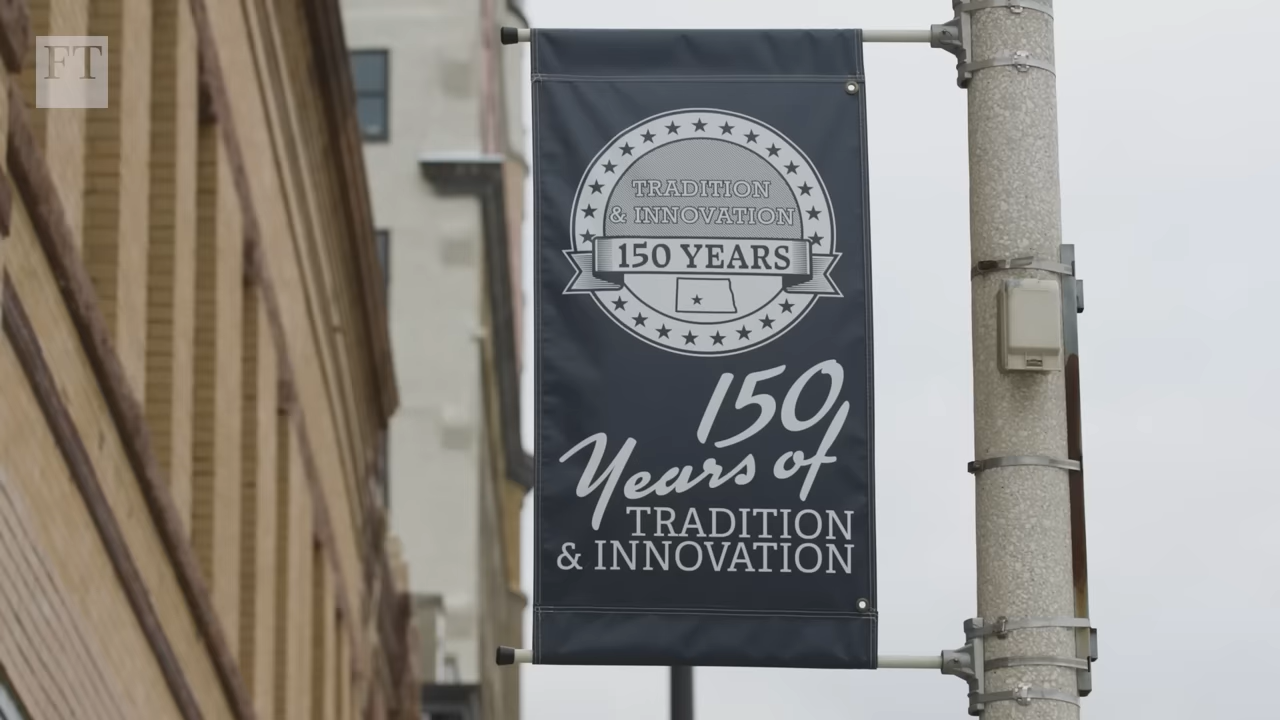 FT
TRADITION
& INNOVATION
150 YEARS
150
Years of
TRADITION
& INNOVATION